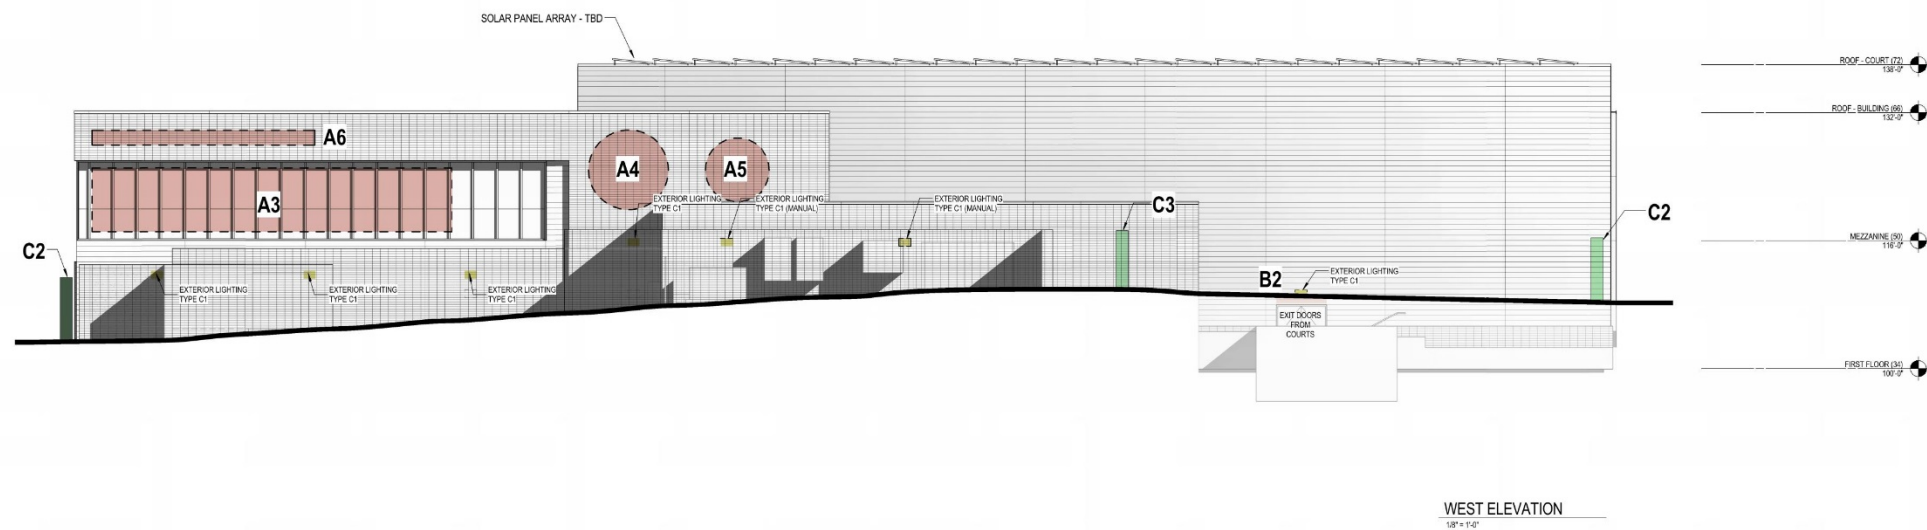 SOLAR PANEL ARRAY - TBD
ROOF - COURT (72)
138'-0"
ROOF - BUILDING (66)
132'-0"
A6
A4
A5
A3
EXTERIOR LIGHTING
TYPE C1
EXTERIOR LIGHTING
TYPE C1 (MANUAL)
EXTERIOR LIGHTING
TYPE C1 (MANUAL)
C3
C2
MEZZANINE (50)
116'-0"
C2
EXTERIOR LIGHTING
TYPE C1
EXTERIOR LIGHTING
TYPE C1
EXTERIOR LIGHTING
TYPE C1
B2
EXTERIOR LIGHTING
TYPE C1
EXIT DOORS
FROM
COURTS
FIRST FLOOR (34)
100'-0"
WEST ELEVATION
1/8" = 1'-0"